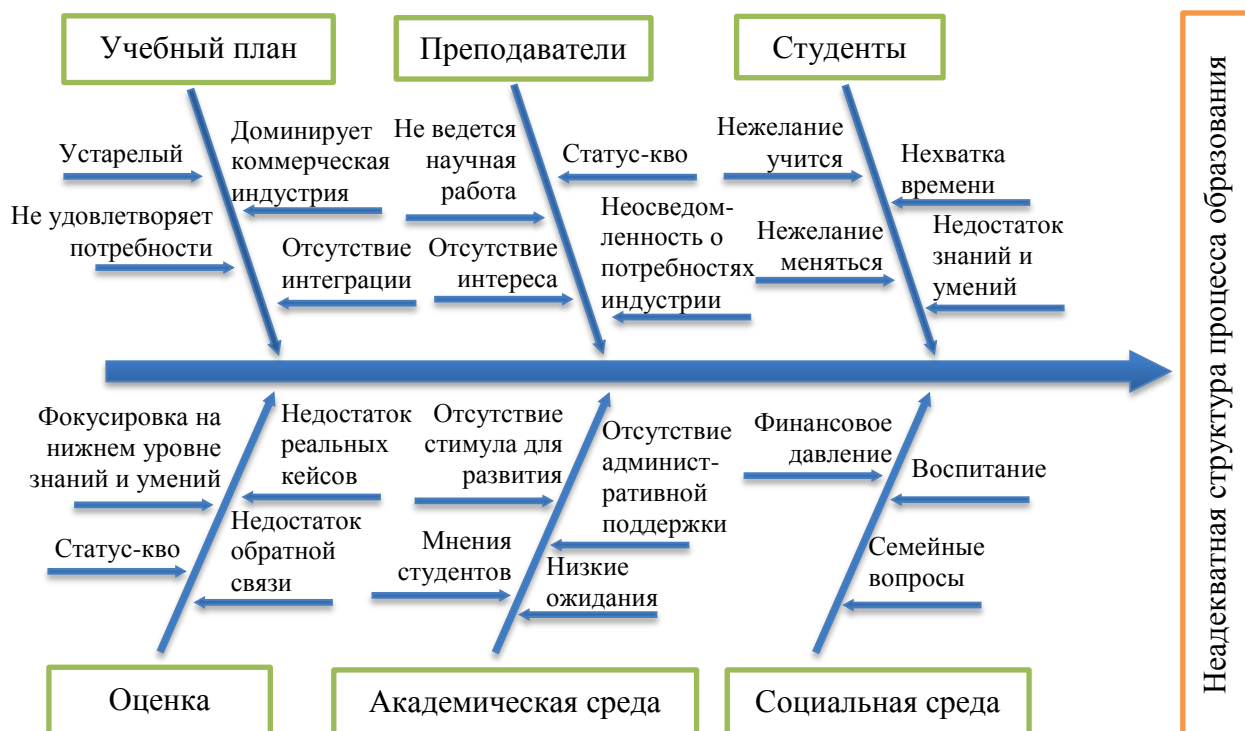 Учебный план
Преподаватели
Студенты
Устарелый
Доминирует
коммерческая
индустрия
Не удовлетворяет
потребности
Отсутствие
интеграции
Не ведется
научная
работа
Статус-кво
Отсутствие
интереса
Неосведом-
ленность о
потребностях
индустрии
Нежелание
учится
Нехватка
времени
Нежелание
меняться
Недостаток
знаний и
умений
Неадекватная структура процесса образования
Фокусировка на
нижнем уровне
знаний и умений
Недостаток
реальных
кейсов
Статус-кво
Недостаток
обратной
связи
Отсутствие
стимула для
развития
Отсутствие
админист-
ративной
поддержки
Мнения
студентов
Низкие
ожидания
Финансовое
давление
Воспитание
Семейные
вопросы
Оценка
Академическая среда
Социальная среда